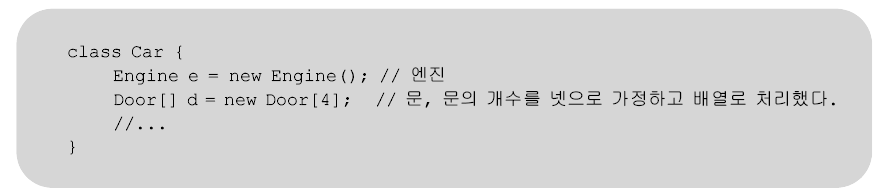 class Car {
Engine e = new Engine(); // 엔진
Door[] d = new Door[4]; // 문, 문의 개수를 넷으로 가정하고 배열로 처리했다.
//...
}